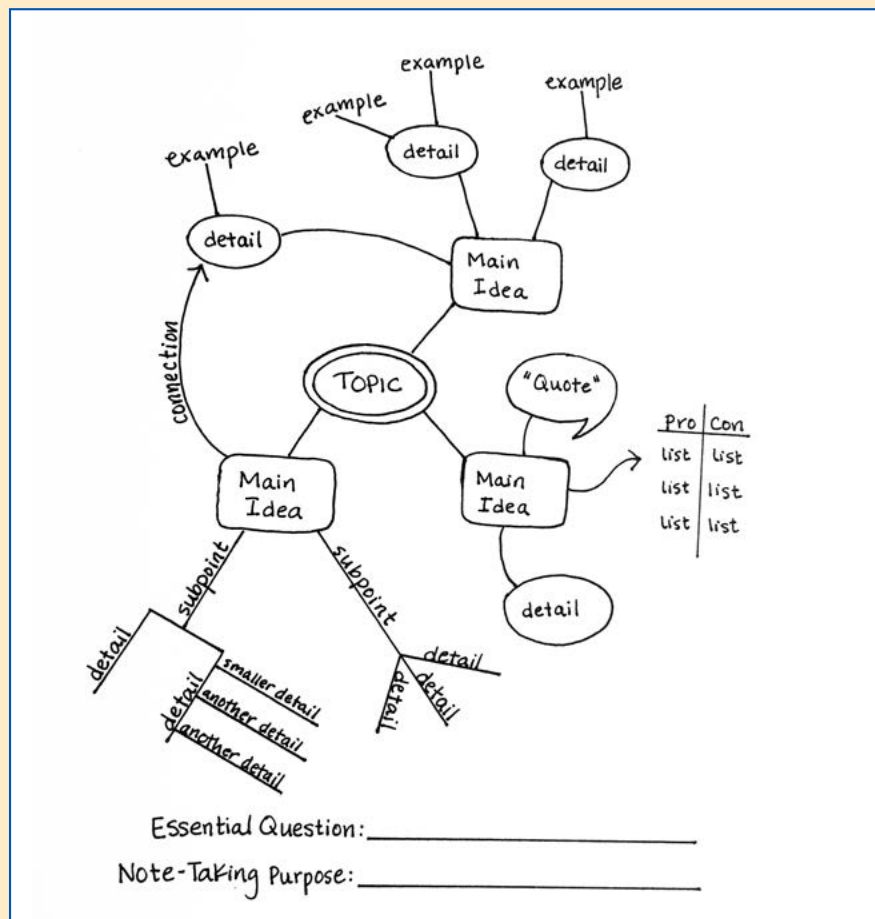 example
example
example
example
detail
detail
detail
Main
Idea
connection
TOPIC
"Quote"
Pro Con
list list
list list
list list
Main
Idea
Main
Idea
detail
subpoint
subpoint
detail
detail
smaller detail
another detail
another detail
detail
detail
detail
Essential Question:
Note-Taking Purpose: